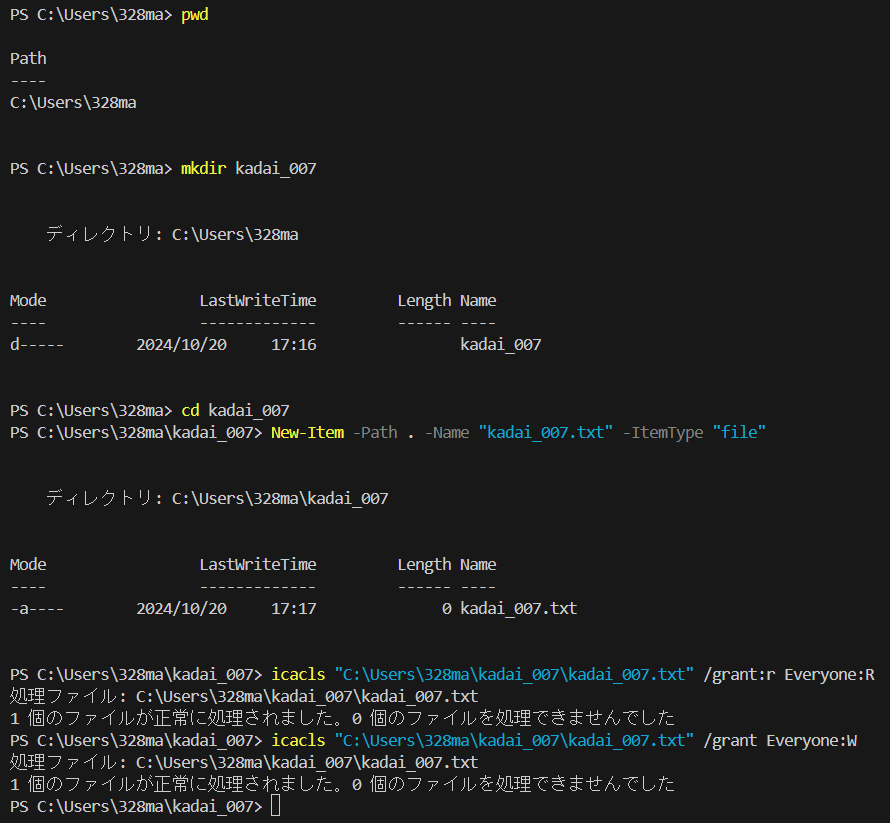 PS C:\Users\328ma> pwd
Path
----
C:\Users\328ma
PS C:\Users\328ma> mkdir kadai_007
ディレクトリ: C:\Users\328ma
Mode                 LastWriteTime         Length Name
----                 -------------         ------ ----
d-----        2024/10/20     17:16                kadai_007
PS C:\Users\328ma> cd kadai_007
PS C:\Users\328ma\kadai_007> New-Item -Path . -Name "kadai_007.txt" -ItemType "file"
ディレクトリ: C:\Users\328ma\kadai_007
Mode                 LastWriteTime         Length Name
----                 -------------         ------ ----
-a----        2024/10/20     17:17              0 kadai_007.txt
PS C:\Users\328ma\kadai_007> icacls "C:\Users\328ma\kadai_007\kadai_007.txt" /grant:r Everyone:R
処理ファイル: C:\Users\328ma\kadai_007\kadai_007.txt
1 個のファイルが正常に処理されました。0 個のファイルを処理できませんでした
PS C:\Users\328ma\kadai_007> icacls "C:\Users\328ma\kadai_007\kadai_007.txt" /grant Everyone:W
処理ファイル: C:\Users\328ma\kadai_007\kadai_007.txt
1 個のファイルが正常に処理されました。0 個のファイルを処理できませんでした
PS C:\Users\328ma\kadai_007>